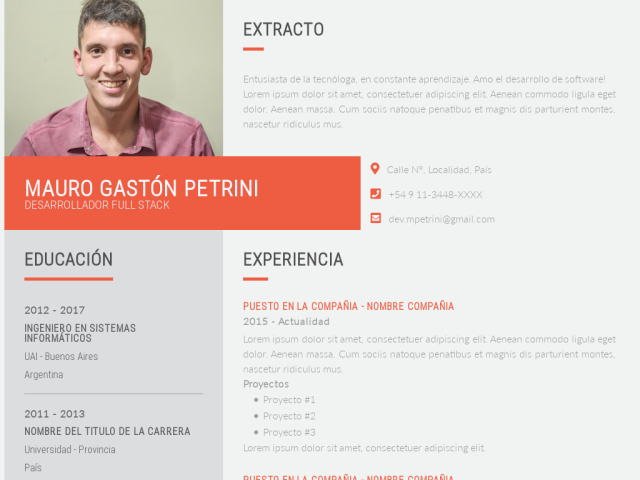 EXTRACTO
Entusiasta de la tecnóloga, en constante aprendizaje. Amo el desarrollo de software!
Lorem ipsum dolor sit amet, consectetuer adipiscing elit. Aenean commodo ligula eget
dolor. Aenean massa. Cum sociis natoque penatibus et magnis dis parturient montes,
nascetur ridiculus mus.
Calle Nº, Localidad, País
+54 9 11-3448-XXXX
dev.mpetrini@gmail.com
MAURO GASTÓN PETRINI
DESARROLLADOR FULL STACK
EDUCACIÓN
2012 - 2017
INGENIERO EN SISTEMAS
INFORMÁTICOS
UAI - Buenos Aires
Argentina
2011 - 2013
NOMBRE DEL TITULO DE LA CARRERA
Universidad - Provincia
País
EXPERIENCIA
PUESTO EN LA COMPAÑIA - NOMBRE COMPAÑIA
2015 - Actualidad
Lorem ipsum dolor sit amet, consectetuer adipiscing elit. Aenean commodo ligula eget
dolor. Aenean massa. Cum sociis natoque penatibus et magnis dis parturient montes,
nascetur ridiculus mus.
Proyectos
Proyecto #1
Proyecto #2
Proyecto #3
Lorem ipsum dolor sit amet, consectetuer adipiscing elit.
PUESTO EN LA COMPAÑIA - NOMBRE COMPAÑIA